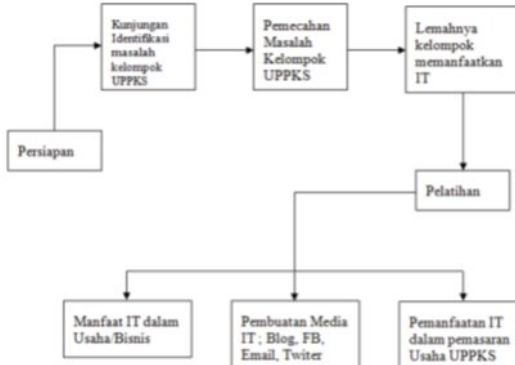 Kunjungan
Identifikasi
masalah
kelompok
UPPKS
Pemecahan
Masalah
Kelompok
UPPKS
Lemahnya
kelompok
memanfaatkan
IT
Persiapan
Pelatihan
Manfaat IT dalam
Usaha/Bisnis
Pembuatan Media
IT ; Blog, FB,
Email, Twiter
Pemanfaatan IT
dalam pemasaran
Usaha UPPKS